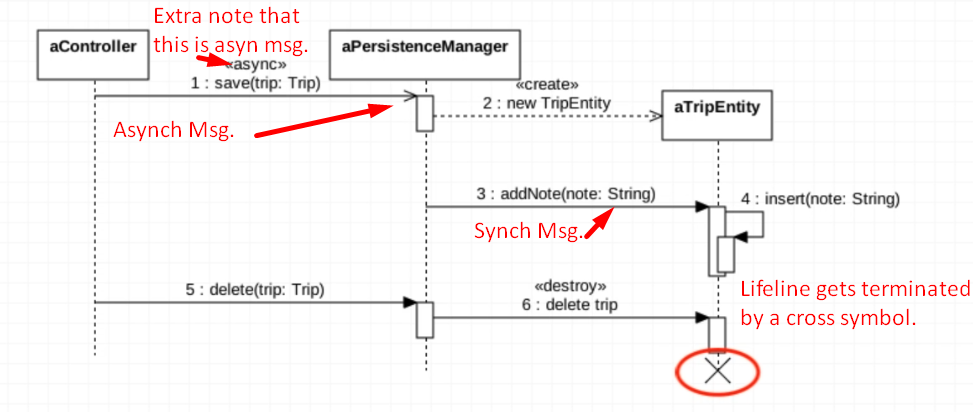 Extra note that
this is asyn msg.
aController
aPersistenceManager
«async»
1 : save(trip: Trip)
«create»
2 : new TripEntity
aTripEntity
Asynch Msg.
3 : addNote(note: String)
4 : insert(note: String)
Synch Msg.
5 : delete(trip: Trip)
«destroy»
6 : delete trip
Lifeline gets terminated
by a cross symbol.